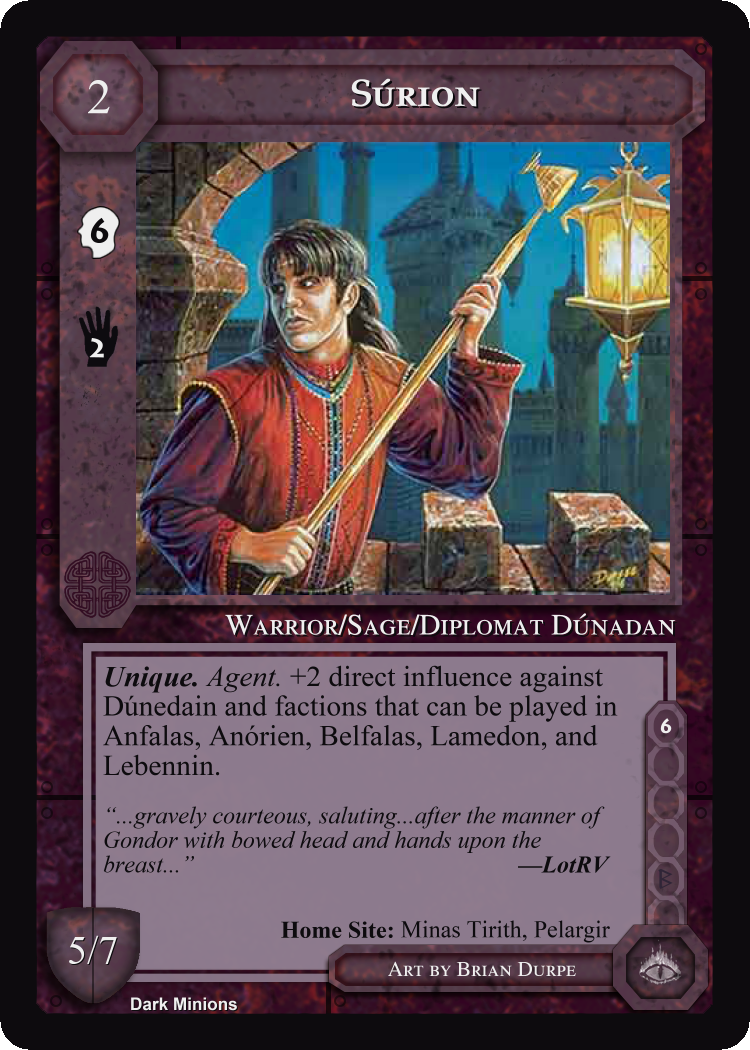 2
SÚRION
6
2
Durpe
WARRIOR/SAGE/DIPLOMAT DÚNADAN
Unique. Agent. +2 direct influence against
Dúnedain and factions that can be played in
Anfalas, Anórien, Belfalas, Lamedon, and
Lebennin.
6
“...gravely courteous, saluting...after the manner of
Gondor with bowed head and hands upon the
breast...” —LotRV
Home Site: Minas Tirith, Pelargir
5/7
ART BY BRIAN DURPE
Dark Minions